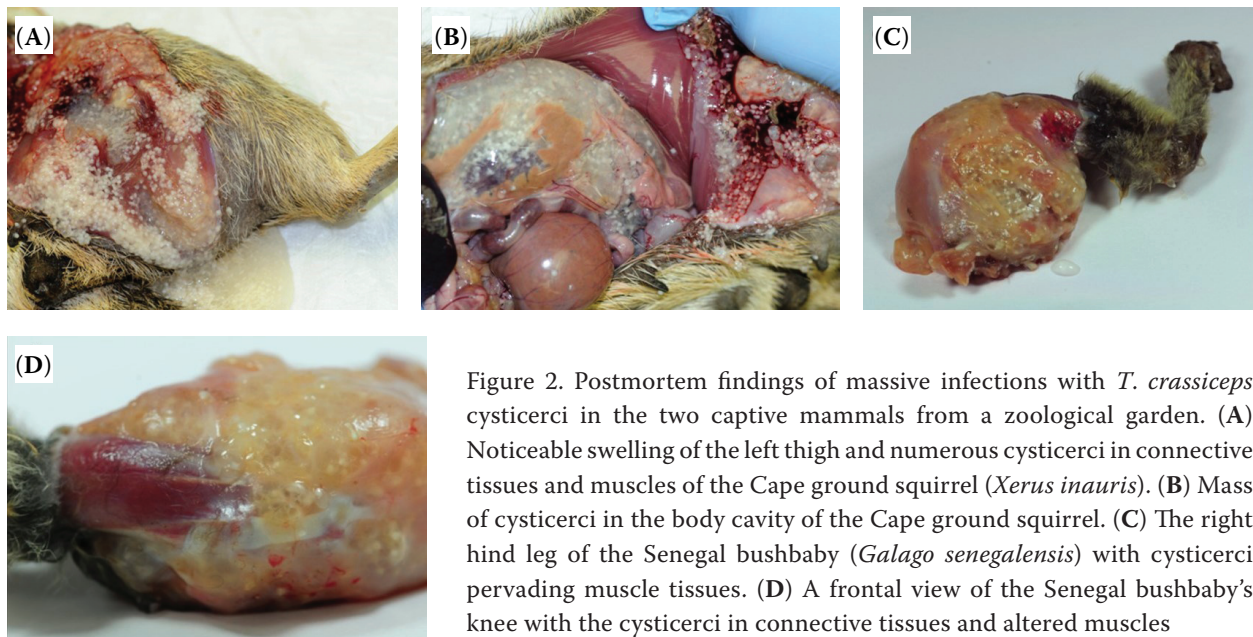 (A)
(B)
(C)
(D)
Figure 2. Postmortem findings of massive infections with T. crassiceps
cysticerci in the two captive mammals from a zoological garden. (A)
Noticeable swelling of the left thigh and numerous cysticerci in connective
tissues and muscles of the Cape ground squirrel (Xerus inauris). (B) Mass
of cysticerci in the body cavity of the Cape ground squirrel. (C) The right
hind leg of the Senegal bushbaby (Galago senegalensis) with cysticerci
pervading muscle tissues. (D) A frontal view of the Senegal bushbaby’s
knee with the cysticerci in connective tissues and altered muscles